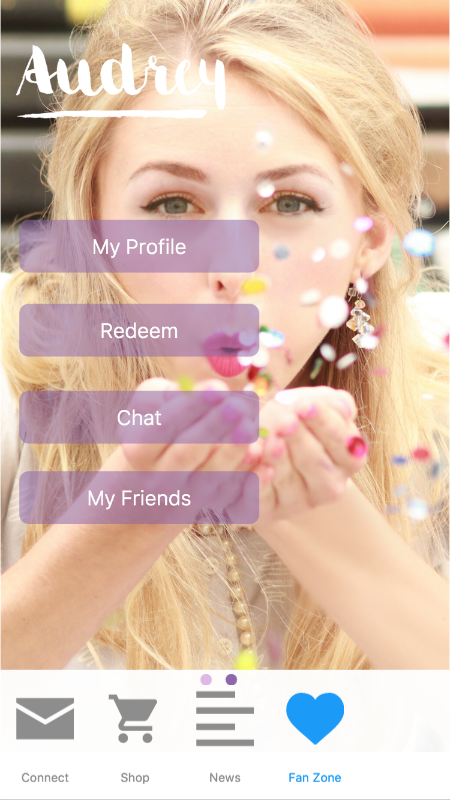 Audrey
My Profile
Redeem
Chat
My Friends
Connect
Shop
News
Fan Zone